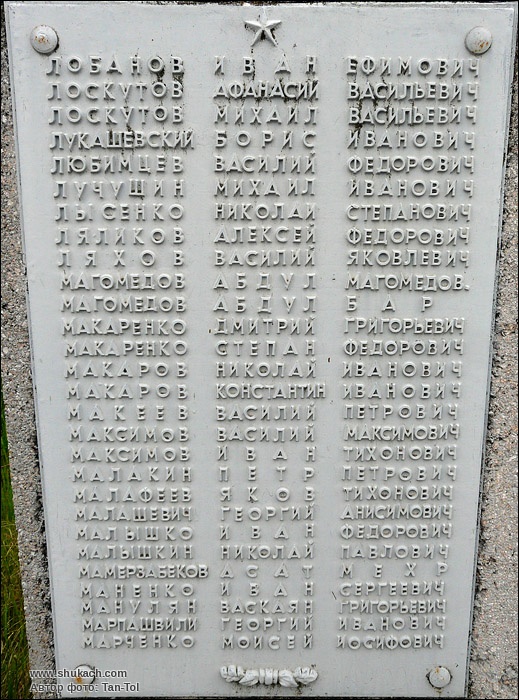 ЛОБАНОВ ИВАН ЕФИМОВИЧ
ЛОСКУТОВ АФАНАСИЙ ВАСИЛЬЕВИЧ
ЛОСКУТОВ МИХАИЛ ВАСИЛЬЕВИЧ
ЛУКАШЕВСКИЙ БОРИС ИВАНОВИЧ
ЛЮБИМЦЕВ ВАСИЛИЙ ФЕДОРОВИЧ
ЛУЧУШИН МИХАИЛ ИВАНОВИЧ
ЛЫСЕНКО НИКОЛАЙ СТЕПАНОВИЧ
ЛЯЛИКОВ АЛЕКСЕЙ ФЕДОРОВИЧ
ЛЯХОВ ВАСИЛИЙ ЯКОВЛЕВИЧ
МАГОМЕДОВ АБДУЛ МАГОМЕДОВ.
МАГОМЕДОВ АБДУЛ БАР
МАКАРЕНКО ДМИТРИЙ ГРИГОРЬЕВИЧ
МАКАРЕНКО СТЕПАН ФЕДОРОВИЧ
МАКАРОВ НИКОЛАЙ ИВАНОВИЧ
МАКАРОВ КОНСТАНТИН ИВАНОВИЧ
МАКЕЕВ ВАСИЛИЙ ПЕТРОВИЧ
МАКСИМОВ ВАСИЛИЙ МАКСИМОВИЧ
МАКСИМОВ ИВАН ТИХОНОВИЧ
МАЛАКИН ПЕТР ПЕТРОВИЧ
МАЛАФЕЕВ ЯКОВ ТИХОНОВИЧ
МАЛАШЕВИЧ ГЕОРГИЙ АНИСИМОВИЧ
МАЛЫШКО ИВАН ФЕДОРОВИЧ
МАЛЫШКИН НИКОЛАЙ ПАВЛОВИЧ
МАМЕРЗАБЕКОВ АСАТ МЕХР
МАНЕНКО ИВАН СЕРГЕЕВИЧ
МАНУЛЯН ВАСКАЯН ГРИГОРЬЕВИЧ
МАРПАШВИЛИ ГЕОРГИЙ ИВАНОВИЧ
МАРЧЕНКО МОИСЕЙ ИОСИФОВИЧ
www.shukach.com
Автор фото: Tan-Tol